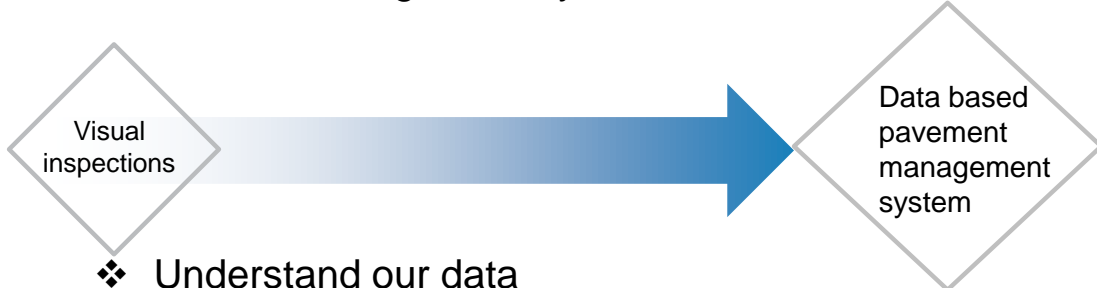 Visual
inspections
Data based
pavement
management
system
❖ Understand our data